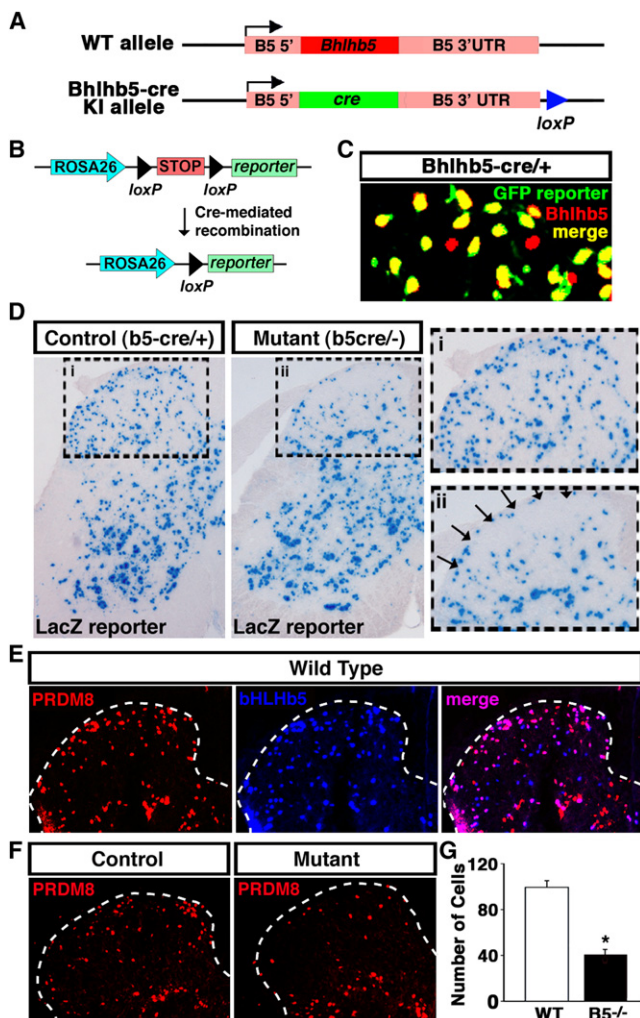 A
WT allele
B5 5' Bhlhb5 B5 3'UTR
Bhlhb5-cre
KI allele
B5 5' cre B5 3' UTR
loxP
B
ROSA26 STOP reporter
loxP loxP
Cre-mediated
recombination
ROSA26 reporter
loxP
C
Bhlhb5-cre/+
GFP reporter
Bhlhb5
merge
D
Control (b5-cre/+)
i
LacZ reporter
Mutant (b5cre/-)
ii
LacZ reporter
i
ii
E
Wild Type
PRDM8
bHLHb5
merge
F
Control
PRDM8
Mutant
PRDM8
G
Number of Cells
120
80
40
0
*
WT B5-/-